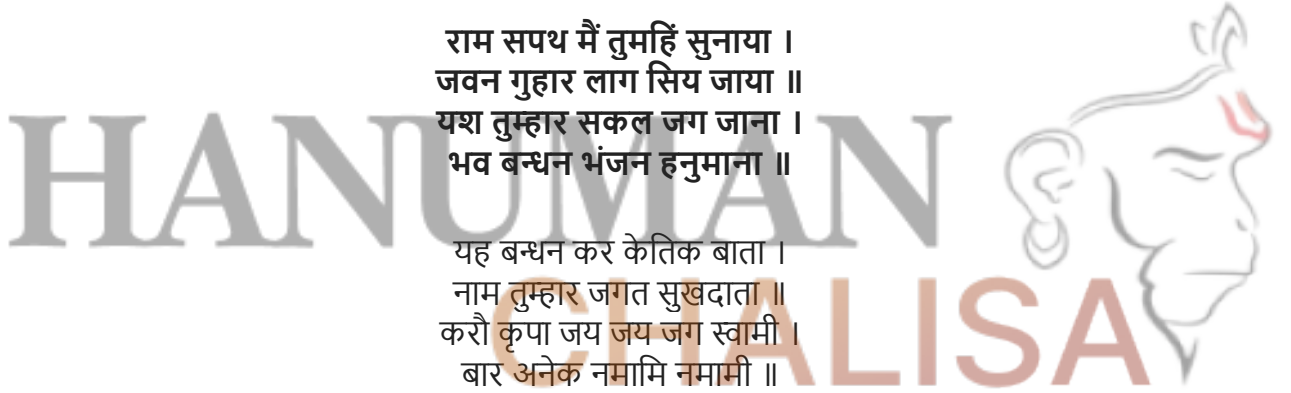 राम सपथ मैं तुमहिं सुनाया ।
जवन गुहार लाग सिय जाया ॥
यश तुम्हार सकल जग जाना ।
भव बन्धन भंजन हनुमाना ॥
यह बन्धन कर केतिक बाता ।
नाम तुम्हार जगत सुखदाता ॥
करौ कृपा जय जय जग स्वामी ।
बार अनेक नमामि नमामी ॥
HANUMAN
CHALISA